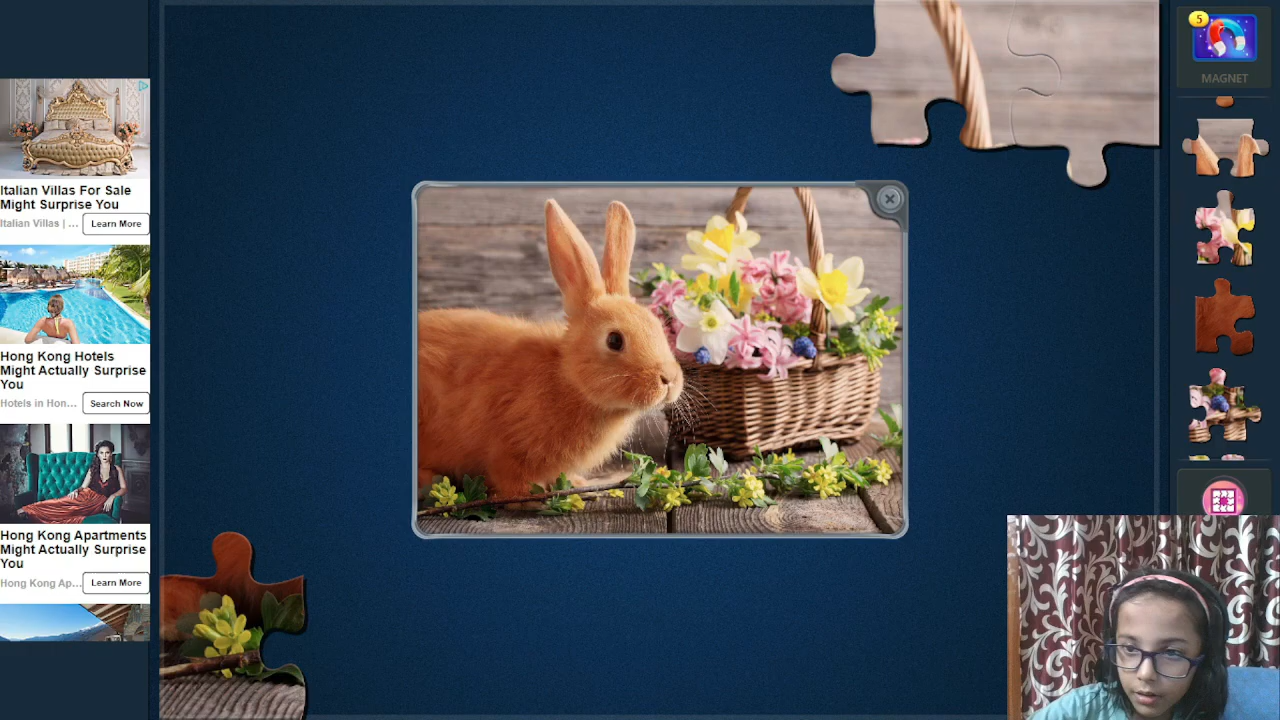 Italian Villas For Sale
Might Surprise You
Italian Villas | ...
Learn More
Hong Kong Hotels
Might Actually Surprise
You
Hotels in Hon...
Search Now
Hong Kong Apartments
Might Actually Surprise
You
Hong Kong Ap...
Learn More
5
MAGNET